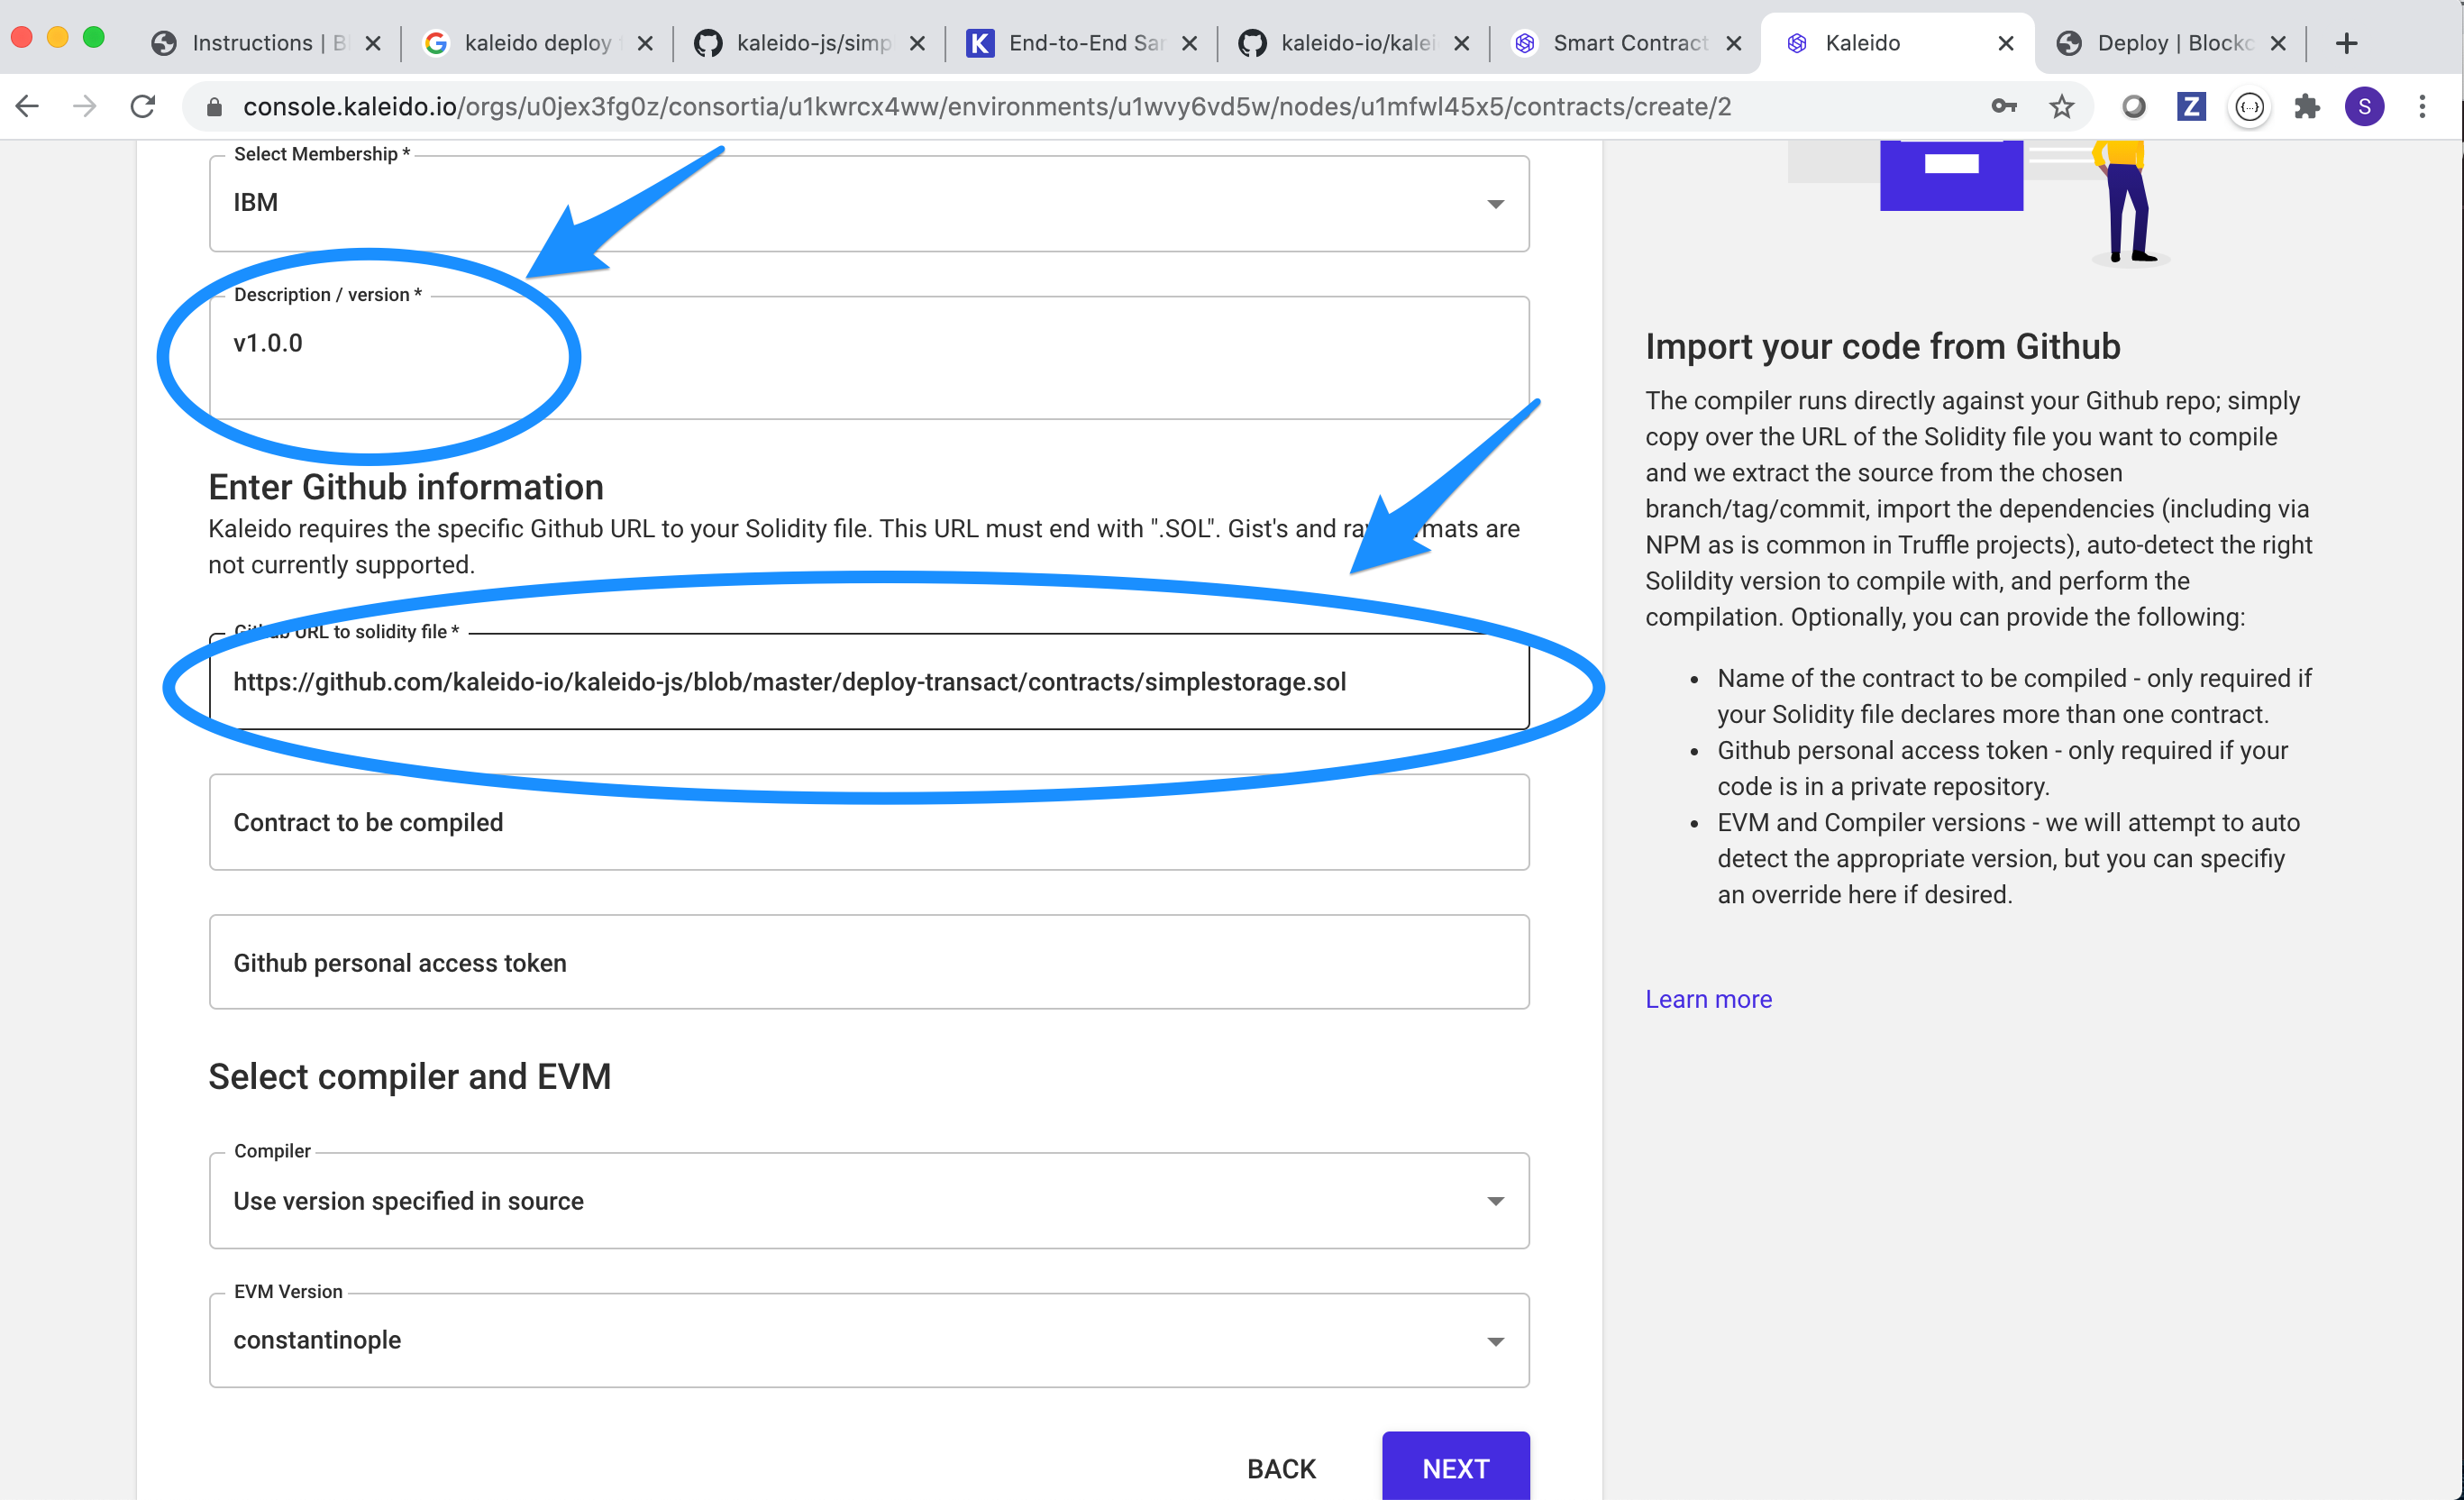 Instructions | B
kaleido deploy
kaleido-js/simp
End-to-End Sar
kaleido-io/kalei
Smart Contract
Kaleido
Deploy | Blockc
console.kaleido.io/orgs/u0jex3fg0z/consortia/u1kwrcx4ww/environments/u1wvy6vd5w/nodes/u1mfwl45x5/contracts/create/2
Z
S
Select Membership *
IBM
Description / version *
v1.0.0
Enter Github information
Kaleido requires the specific Github URL to your Solidity file. This URL must end with ".SOL". Gist's and raw formats are
not currently supported.
Github URL to solidity file *
https://github.com/kaleido-io/kaleido-js/blob/master/deploy-transact/contracts/simplestorage.sol
Contract to be compiled
Github personal access token
Select compiler and EVM
Compiler
Use version specified in source
EVM Version
constantinople
BACK
NEXT
Import your code from Github
The compiler runs directly against your Github repo; simply
copy over the URL of the Solidity file you want to compile
and we extract the source from the chosen
branch/tag/commit, import the dependencies (including via
NPM as is common in Truffle projects), auto-detect the right
Solildity version to compile with, and perform the
compilation. Optionally, you can provide the following:
• Name of the contract to be compiled - only required if
your Solidity file declares more than one contract.
• Github personal access token - only required if your
code is in a private repository.
• EVM and Compiler versions - we will attempt to auto
detect the appropriate version, but you can specifiy
an override here if desired.
Learn more